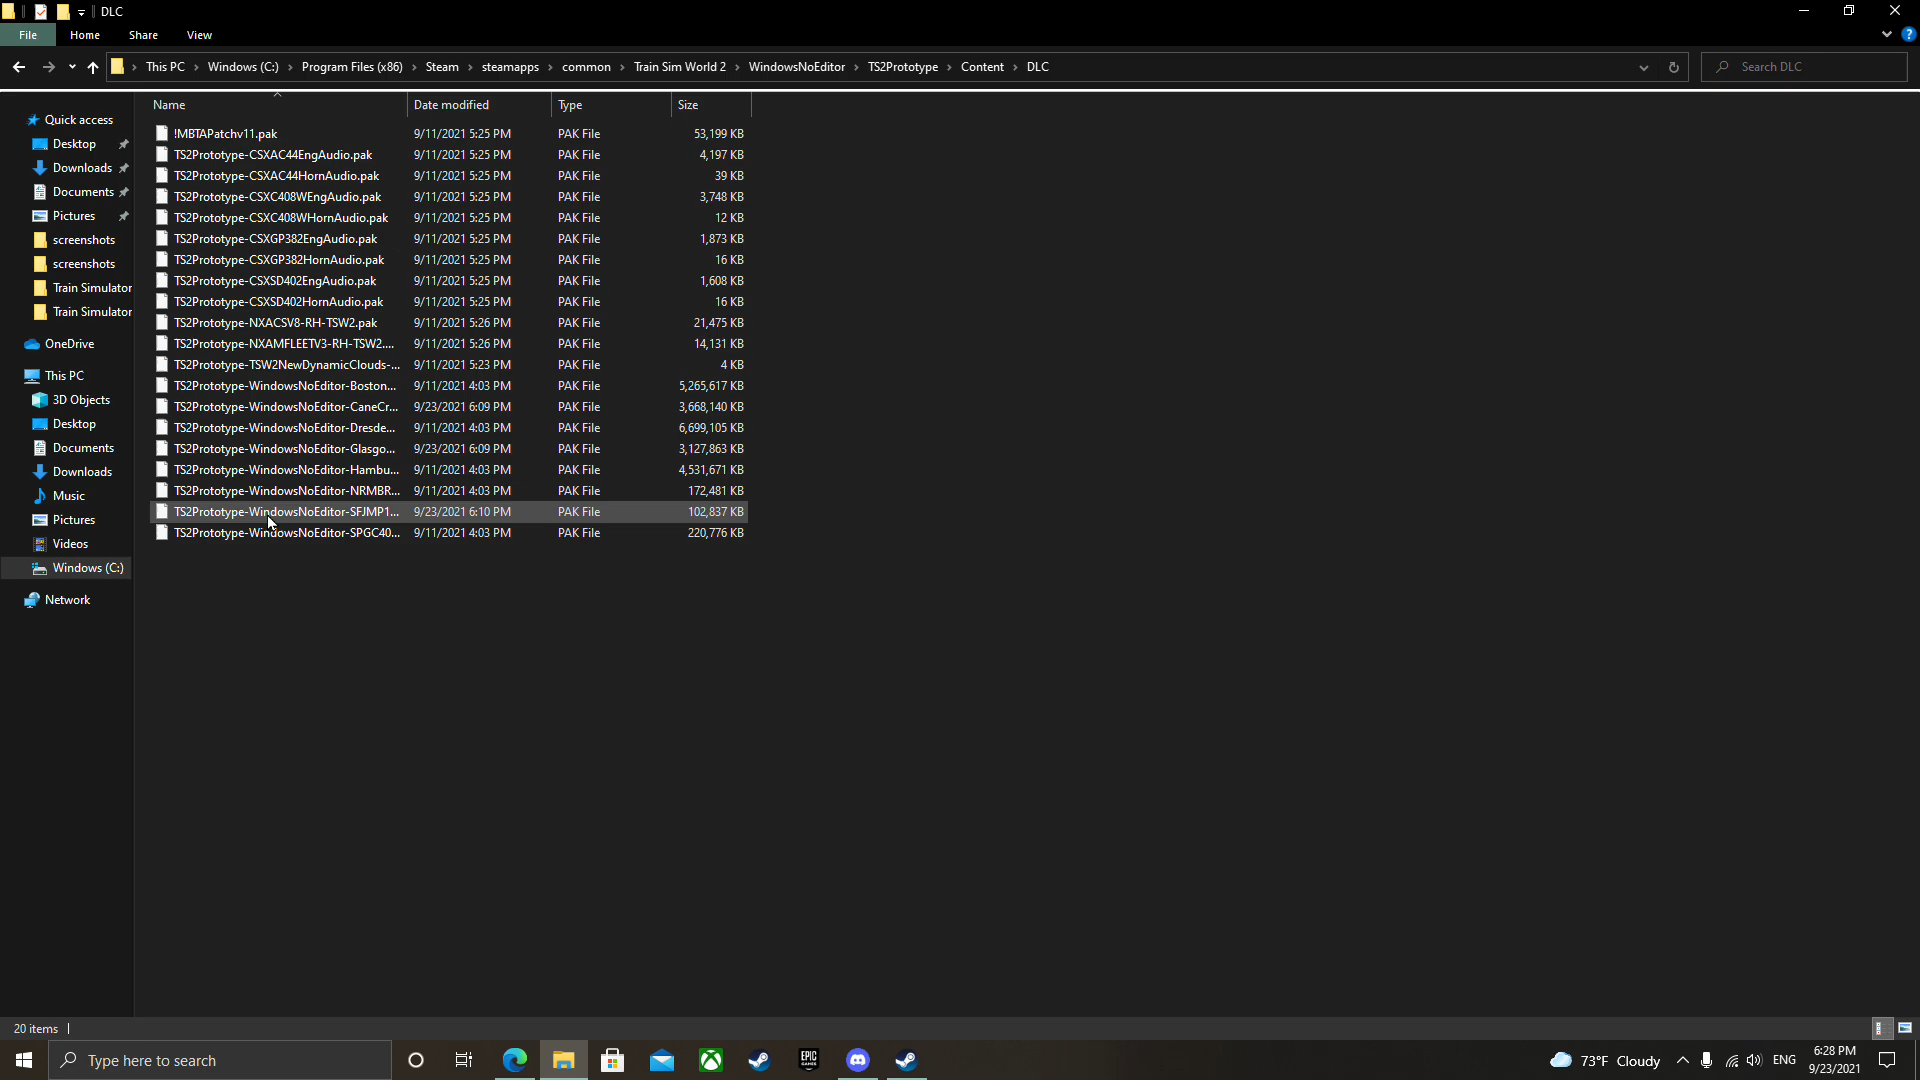 DLC
File Home Share View
This PC Windows (C:) Program Files (x86) Steam steamapps common Train Sim World 2 WindowsNoEditor TS2Prototype Content DLC Search DLC
Name Date modified Type Size
Quick access
Desktop
Downloads
Documents
Pictures
screenshots
screenshots
Train Simulator
Train Simulator
OneDrive
This PC
3D Objects
Desktop
Documents
Downloads
Music
Pictures
Videos
Windows (C:)
Network
!MBTAPatchv11.pak 9/11/2021 5:25 PM PAK File 53,199 KB
TS2Prototype-CSXAC44EngAudio.pak 9/11/2021 5:25 PM PAK File 4,197 KB
TS2Prototype-CSXAC44HornAudio.pak 9/11/2021 5:25 PM PAK File 39 KB
TS2Prototype-CSXC408WEngAudio.pak 9/11/2021 5:25 PM PAK File 3,748 KB
TS2Prototype-CSXC408WHornAudio.pak 9/11/2021 5:25 PM PAK File 12 KB
TS2Prototype-CSXGP382EngAudio.pak 9/11/2021 5:25 PM PAK File 1,873 KB
TS2Prototype-CSXGP382HornAudio.pak 9/11/2021 5:25 PM PAK File 16 KB
TS2Prototype-CSXSD402EngAudio.pak 9/11/2021 5:25 PM PAK File 1,608 KB
TS2Prototype-CSXSD402HornAudio.pak 9/11/2021 5:25 PM PAK File 16 KB
TS2Prototype-NXACSV8-RH-TSW2.pak 9/11/2021 5:26 PM PAK File 21,475 KB
TS2Prototype-NXAMFLEETV3-RH-TSW2.... 9/11/2021 5:26 PM PAK File 14,131 KB
TS2Prototype-TSW2NewDynamicClouds-... 9/11/2021 5:23 PM PAK File 4 KB
TS2Prototype-WindowsNoEditor-Boston... 9/11/2021 4:03 PM PAK File 5,265,617 KB
TS2Prototype-WindowsNoEditor-CaneCr... 9/23/2021 6:09 PM PAK File 3,668,140 KB
TS2Prototype-WindowsNoEditor-Dresde... 9/11/2021 4:03 PM PAK File 6,699,105 KB
TS2Prototype-WindowsNoEditor-Glasgo... 9/23/2021 6:09 PM PAK File 3,127,863 KB
TS2Prototype-WindowsNoEditor-Hambu... 9/11/2021 4:03 PM PAK File 4,531,671 KB
TS2Prototype-WindowsNoEditor-NRMBR... 9/11/2021 4:03 PM PAK File 172,481 KB
TS2Prototype-WindowsNoEditor-SFJMP1... 9/23/2021 6:10 PM PAK File 102,837 KB
TS2Prototype-WindowsNoEditor-SPGC40... 9/11/2021 4:03 PM PAK File 220,776 KB
20 items
Type here to search
EPIC
GAMES
73°F Cloudy
ENG
6:28 PM
9/23/2021